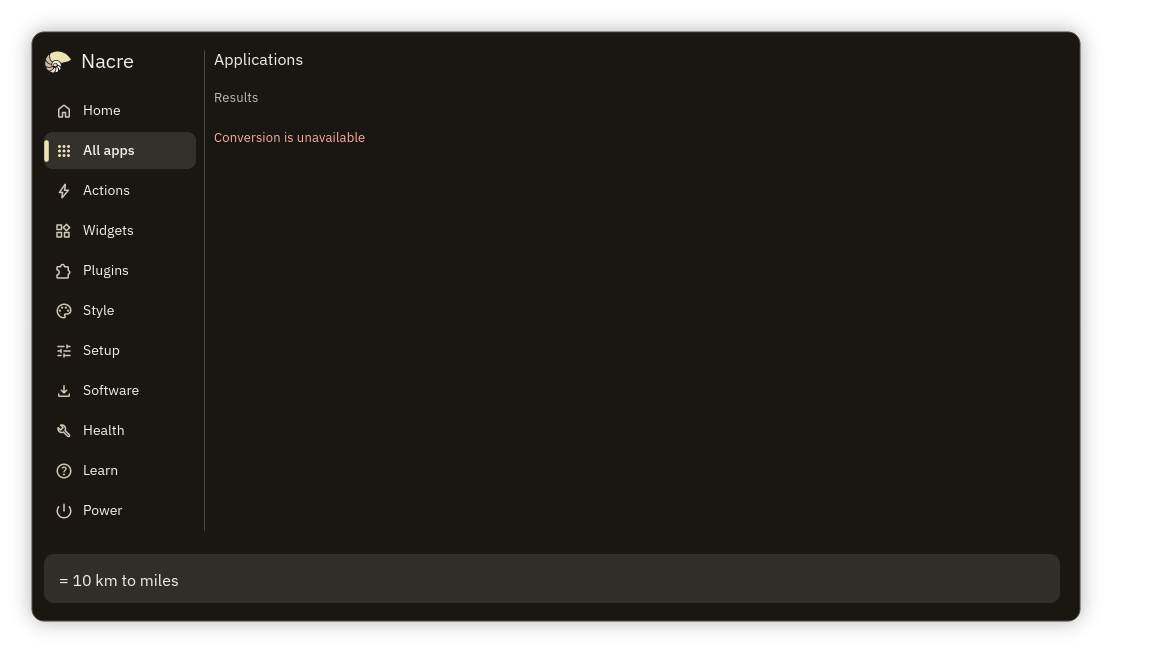 Nacre
Home
All apps
Actions
Widgets
Plugins
Style
Setup
Software
Health
Learn
Power
Applications
Results
Conversion is unavailable
= 10 km to miles